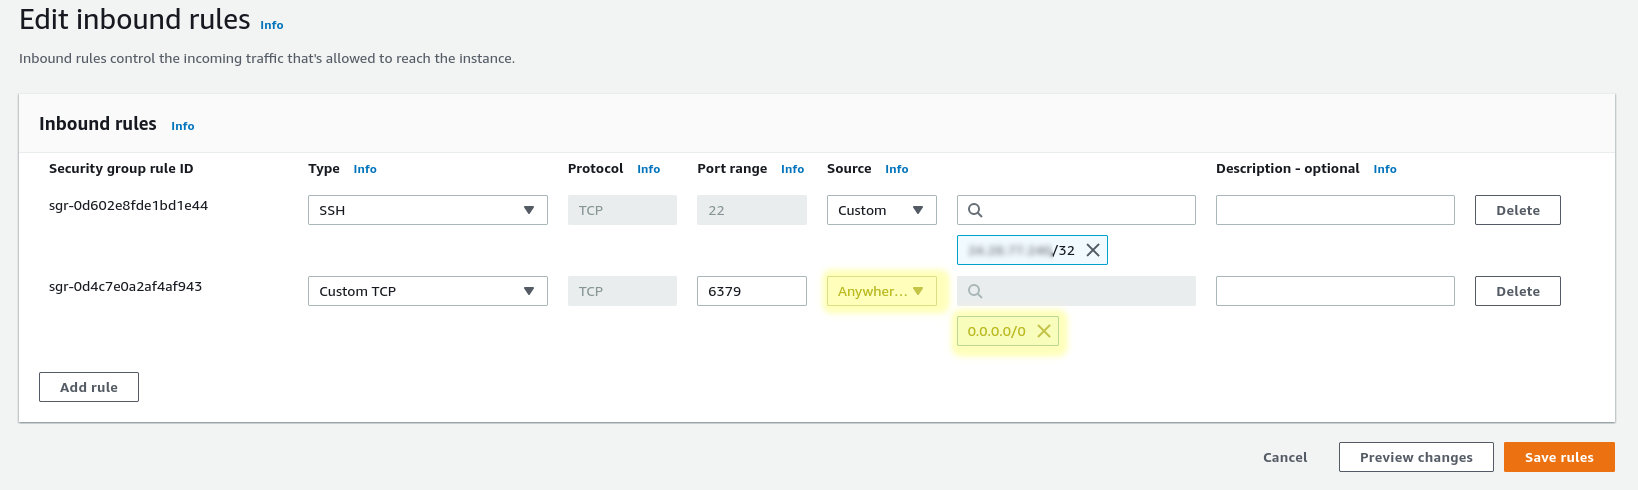 Edit inbound rules Info
Inbound rules control the incoming traffic that's allowed to reach the instance.
Inbound rules Info
Security group rule ID Type Info Protocol Info Port range Info Source Info Description - optional Info
sgr-0d602e8fde1bd1e44 SSH TCP 22 Custom Delete
/32
sgr-0d4c7e0a2af4af943 Custom TCP TCP 6379 Anywher... Delete
0.0.0.0/0
Add rule
Cancel Preview changes Save rules